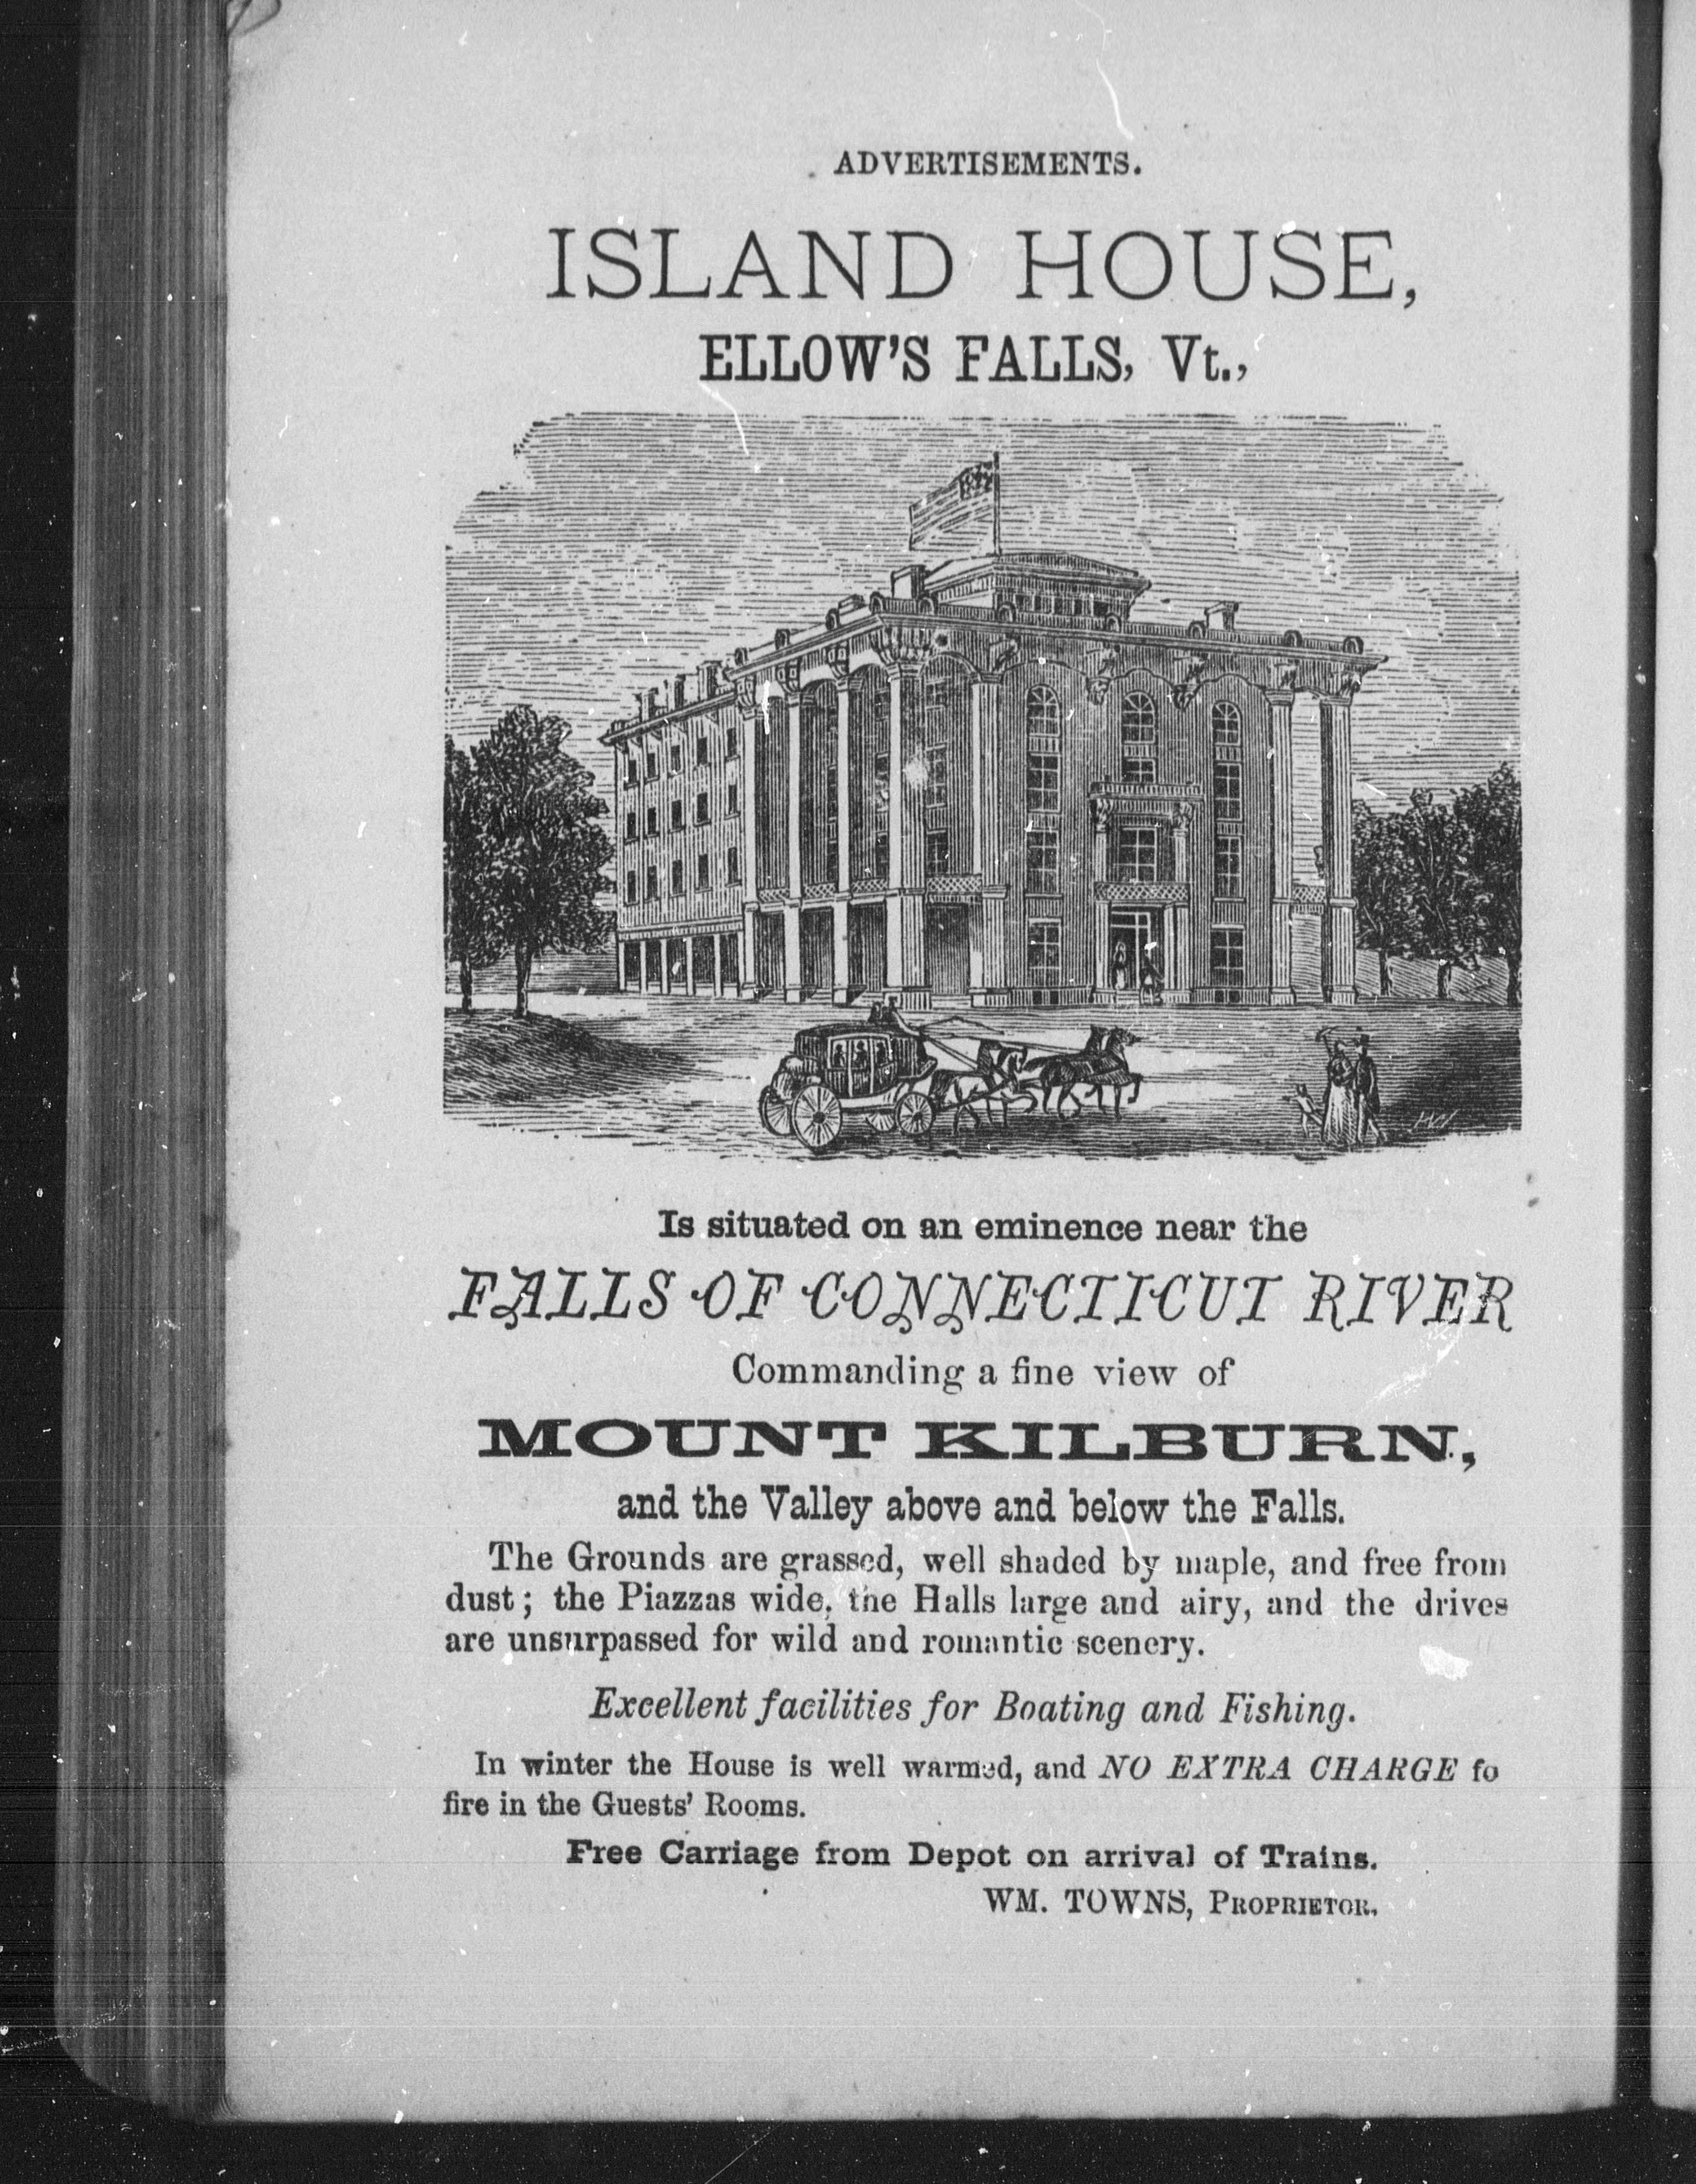 ADVERTISEMENTS.
ISLAND HOUSE,
ELLOW'S FALLS, Vt.,
Is situated on an eminence near the
FALLS OF CONNECTICUT RIVER
Commanding a fine view of
MOUNT KILBURN,
and the Valley above and below the Falls.
The Grounds are grassed, well shaded by maple, and free from
dust; the Piazzas wide, the Halls large and airy, and the drives
are unsurpassed for wild and romantic scenery.
Excellent facilities for Boating and Fishing.
In winter the House is well warmed, and NO EXTRA CHARGE fo
fire in the Guests' Rooms.
Free Carriage from Depot on arrival of Trains.
WM. TOWNS, PROPRIETOR.